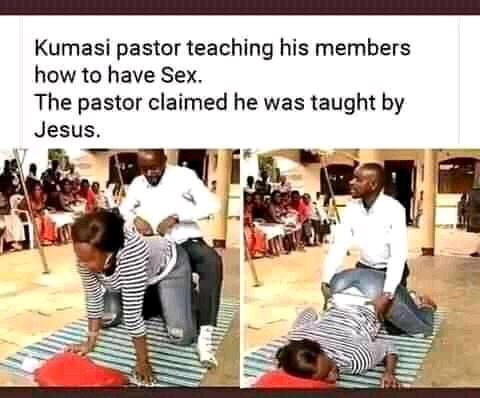 Kumasi pastor teaching his members
how to have Sex.
The pastor claimed he was taught by
Jesus.